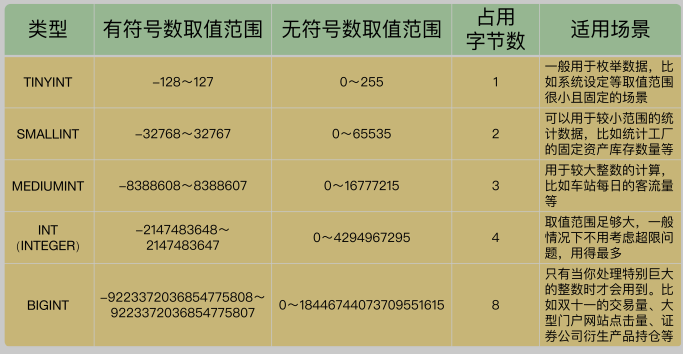 类型 有符号数取值范围 无符号数取值范围 占用字节数 适用场景
TINYINT -128～127 0～255 1 一般用于枚举数据，比
如系统设定等取值范围
很小且固定的场景
SMALLINT -32768～32767 0～65535 2 可以用于较小范围的统
计数据，比如统计工厂
的固定资产库存数量等
MEDIUMINT -8388608～8388607 0～16777215 3 用于较大整数的计算，
比如车站每日的客流量
等
INT
(INTEGER) -2147483648～
2147483647 0～4294967295 4 取值范围足够大，一般
情况下不用考虑超限问
题，用得最多
BIGINT -9223372036854775808～
9223372036854775807 0～18446744073709551615 8 只有当你处理特别巨大
的整数时才会用到。比
如双十一的交易量、大
型门户网站点击量、证
券公司衍生产品持仓等